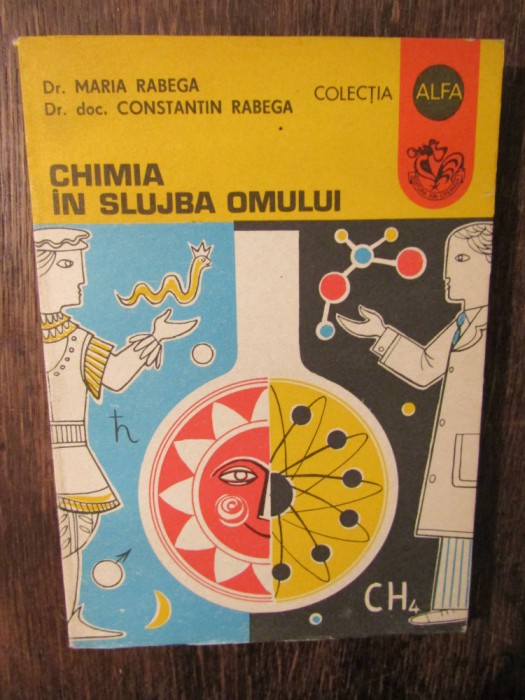 Dr. MARIA RABEGA
Dr. doc. CONSTANTIN RABEGA
COLECȚIA
ALFA
CHIMIA
ÎN SLUJBA OMULUI
CH₄